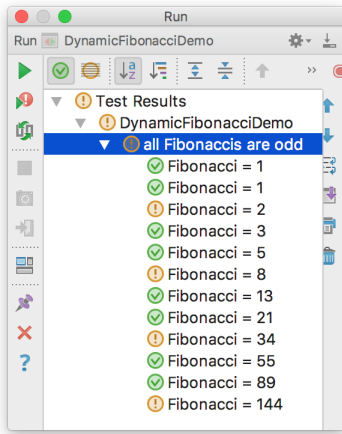 Run
Run DynamicFibonacciDemo
Test Results
DynamicFibonacciDemo
all Fibonaccis are odd
Fibonacci = 1
Fibonacci = 1
Fibonacci = 2
Fibonacci = 3
Fibonacci = 5
Fibonacci = 8
Fibonacci = 13
Fibonacci = 21
Fibonacci = 34
Fibonacci = 55
Fibonacci = 89
Fibonacci = 144